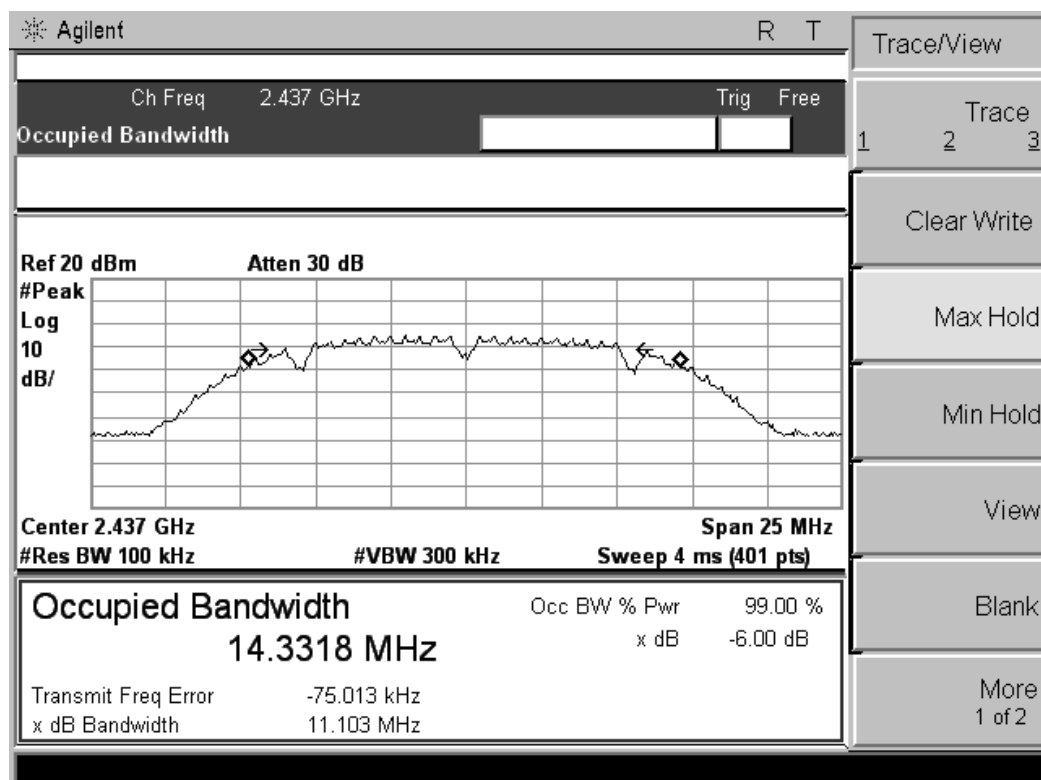 Agilent R T
Trace/View
Ch Freq 2.437 GHz Trig Free
Occupied Bandwidth
Trace
1 2 3
Clear Write
Ref 20 dBm Atten 30 dB
#Peak
Log
10
dB/
Max Hold
Min Hold
Center 2.437 GHz Span 25 MHz
#Res BW 100 kHz #VBW 300 kHz Sweep 4 ms (401 pts)
View
Occupied Bandwidth Occ BW % Pwr 99.00 %
14.3318 MHz x dB -6.00 dB
Blank
Transmit Freq Error -75.013 kHz
x dB Bandwidth 11.103 MHz
More
1 of 2